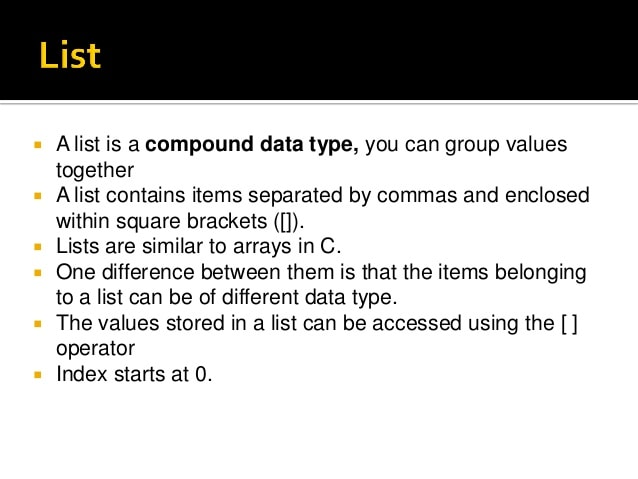 List
A list is a compound data type, you can group values
together
A list contains items separated by commas and enclosed
within square brackets ([]).
Lists are similar to arrays in C.
One difference between them is that the items belonging
to a list can be of different data type.
The values stored in a list can be accessed using the [ ]
operator
Index starts at 0.